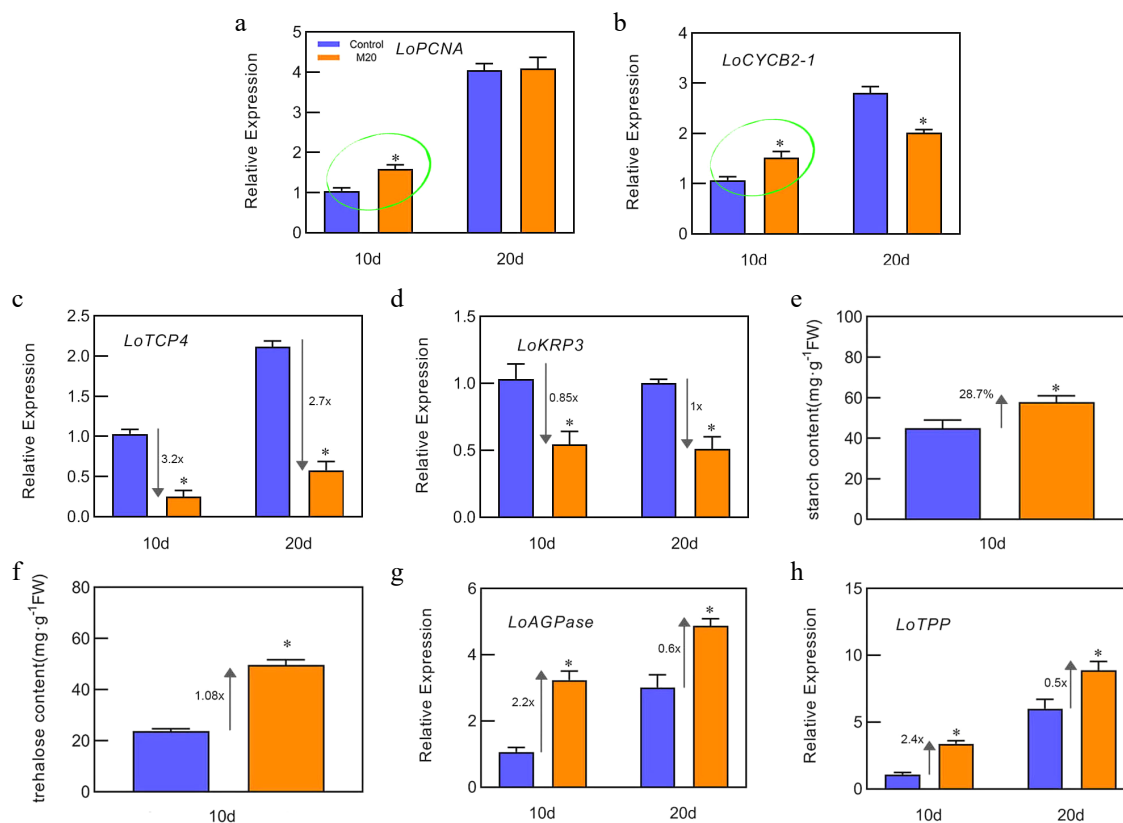 a
Relative Expression
5
4
3
2
1
0
Control
M20
LoPCNA
*
10d
20d
b
Relative Expression
4
3
2
1
0
LoCYCB2-1
*
*
10d
20d
c
Relative Expression
2.5
2.0
1.5
1.0
0.5
0.0
LoTCP4
3.2x
*
2.7x
*
10d
20d
d
Relative Expression
1.5
1.0
0.5
0.0
LoKRP3
0.85x
*
1x
*
10d
20d
e
starch content(mg·g⁻¹FW)
100
80
60
40
20
0
28.7%
*
10d
f
trehalose content(mg·g⁻¹FW)
80
60
40
20
0
1.08x
*
10d
g
Relative Expression
6
4
2
0
LoAGPase
2.2x
*
0.6x
*
10d
20d
h
Relative Expression
15
10
5
0
LoTPP
2.4x
*
0.5x
*
10d
20d